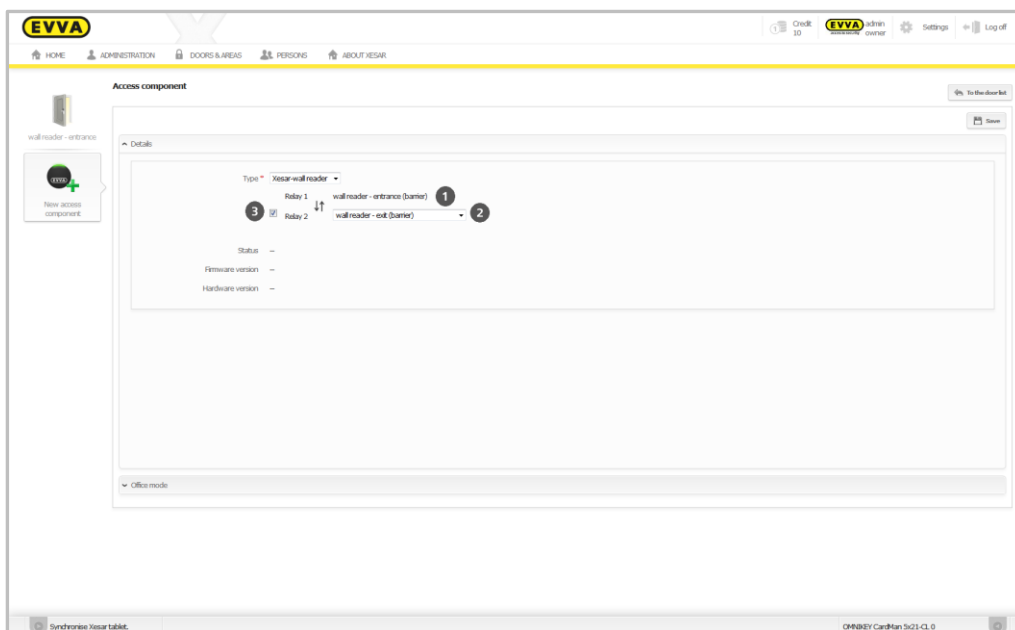 EVVA
Credit
10
EVVA
admin
owner
Settings
Log off
HOME
ADMINISTRATION
DOORS & AREAS
PERSONS
ABOUT XESAR
Access component
To the door list
wall reader - entrance
Save
Details
EVVA
New access
component
Type * Xesar-wall reader
Relay 1 wall reader - entrance (barrier) 1
3 Relay 2 wall reader - exit (barrier) 2
Status –
Firmware version –
Hardware version –
Office mode
Synchronise Xesar tablet.
OMNIKEY CardMan 5x21-CL 0